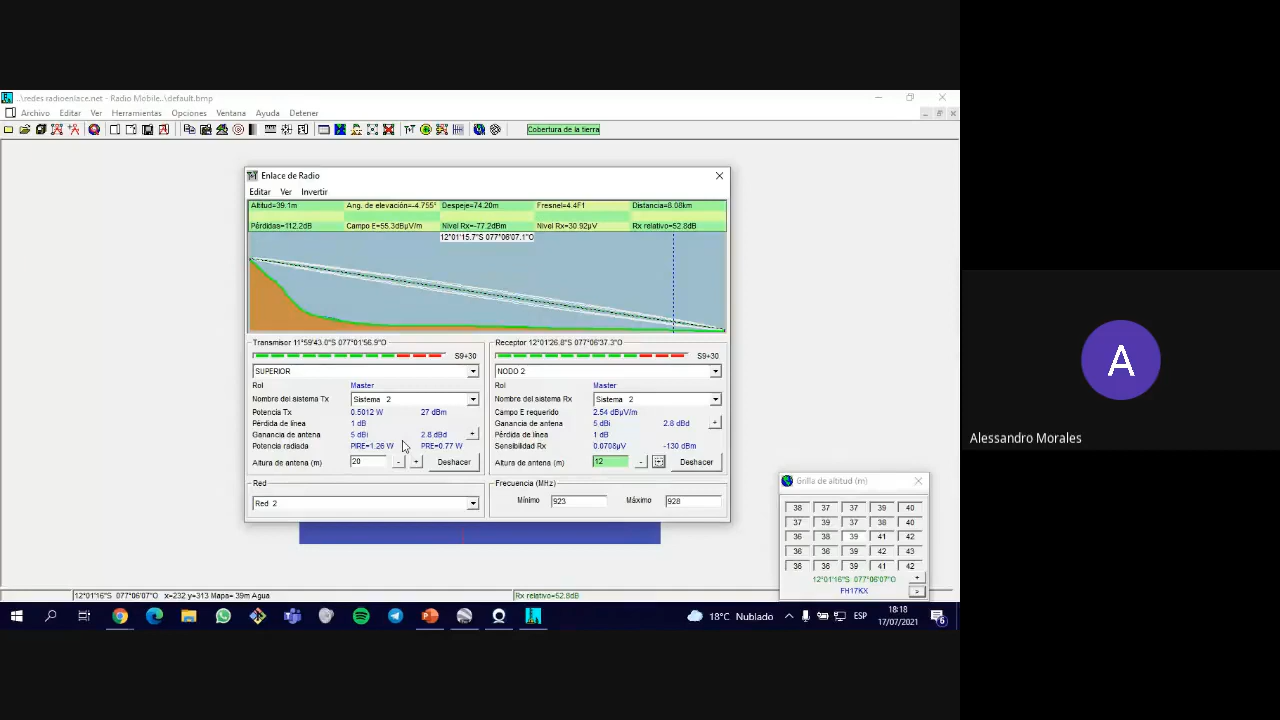 ..\redes radioenlace.net - Radio Mobile..\default.bmp
Archivo Editar Ver Herramientas Opciones Ventana Ayuda Detener
Cobertura de la tierra
Enlace de Radio
Editar Ver Invertir
Altitud=39.1m Ang. de elevación=-4.755° Despeje=74.20m Fresnel=4.4F1 Distancia=8.08km
Pérdidas=112.2dB Campo E=55.3dBµV/m Nivel Rx=-77.2dBm Nivel Rx=30.92µV Rx relativo=52.8dB
12°01'15.7"S 077°06'07.1"O
Transmisor 11°59'43.0"S 077°01'56.9"O
S9+30
SUPERIOR
Rol Master
Nombre del sistema Tx Sistema 2
Potencia Tx 0.5012 W 27 dBm
Pérdida de línea 1 dB
Ganancia de antena 5 dBi 2.8 dBd +
Potencia radiada PIRE=1.26 W PRE=0.77 W
Altura de antena (m) 20 - + Deshacer
Red
Red 2
Receptor 12°01'26.8"S 077°06'37.3"O
S9+30
NODO 2
Rol Master
Nombre del sistema Rx Sistema 2
Campo E requerido 2.54 dBµV/m
Ganancia de antena 5 dBi 2.8 dBd +
Pérdida de línea 1 dB
Sensibilidad Rx 0.0708µV -130 dBm
Altura de antena (m) 12 - + Deshacer
Frecuencia (MHz)
Mínimo 923 Máximo 928
Grilla de altitud (m)
38 37 37 39 40
37 39 37 38 40
36 38 39 41 42
36 38 39 42 43
36 36 39 41 42
12°01'16"S 077°06'07"O +
FH17KX >
12°01'16"S 077°06'07"O x=232 y=313 Mapa= 39m Agua
Rx relativo=52.8dB
18°C Nublado
ESP
18:18
17/07/2021
6
A
Alessandro Morales